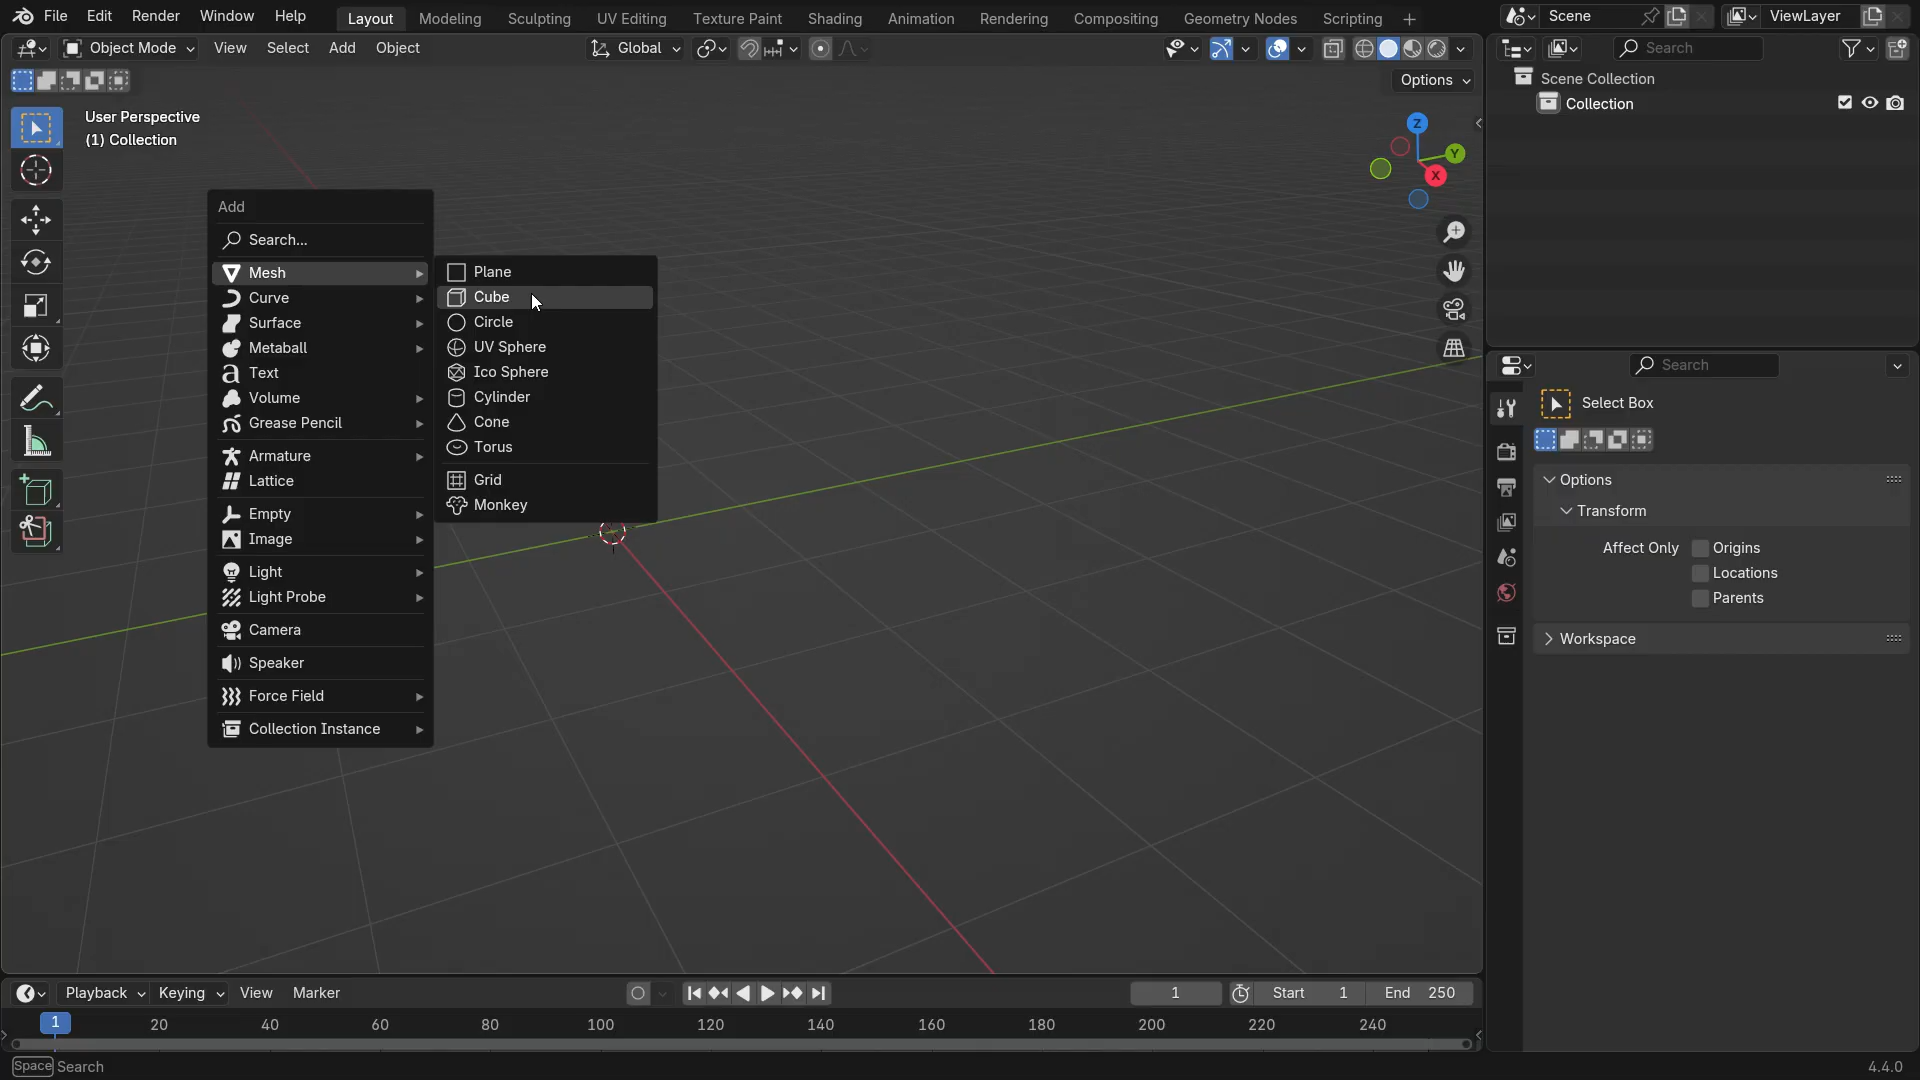 File Edit Render Window Help Layout Modeling Sculpting UV Editing Texture Paint Shading Animation Rendering Compositing Geometry Nodes Scripting + Scene ViewLayer
Object Mode View Select Add Object Global Search
Options
Scene Collection
Collection
User Perspective
(1) Collection
Z
Y
X
Add
Search...
Mesh
Curve
Surface
Metaball
Text
Volume
Grease Pencil
Armature
Lattice
Empty
Image
Light
Light Probe
Camera
Speaker
Force Field
Collection Instance
Plane
Cube
Circle
UV Sphere
Ico Sphere
Cylinder
Cone
Torus
Grid
Monkey
Search
Select Box
Options
Transform
Affect Only Origins
Locations
Parents
Workspace
Playback Keying View Marker 1 Start 1 End 250
1 20 40 60 80 100 120 140 160 180 200 220 240
Space Search 4.4.0